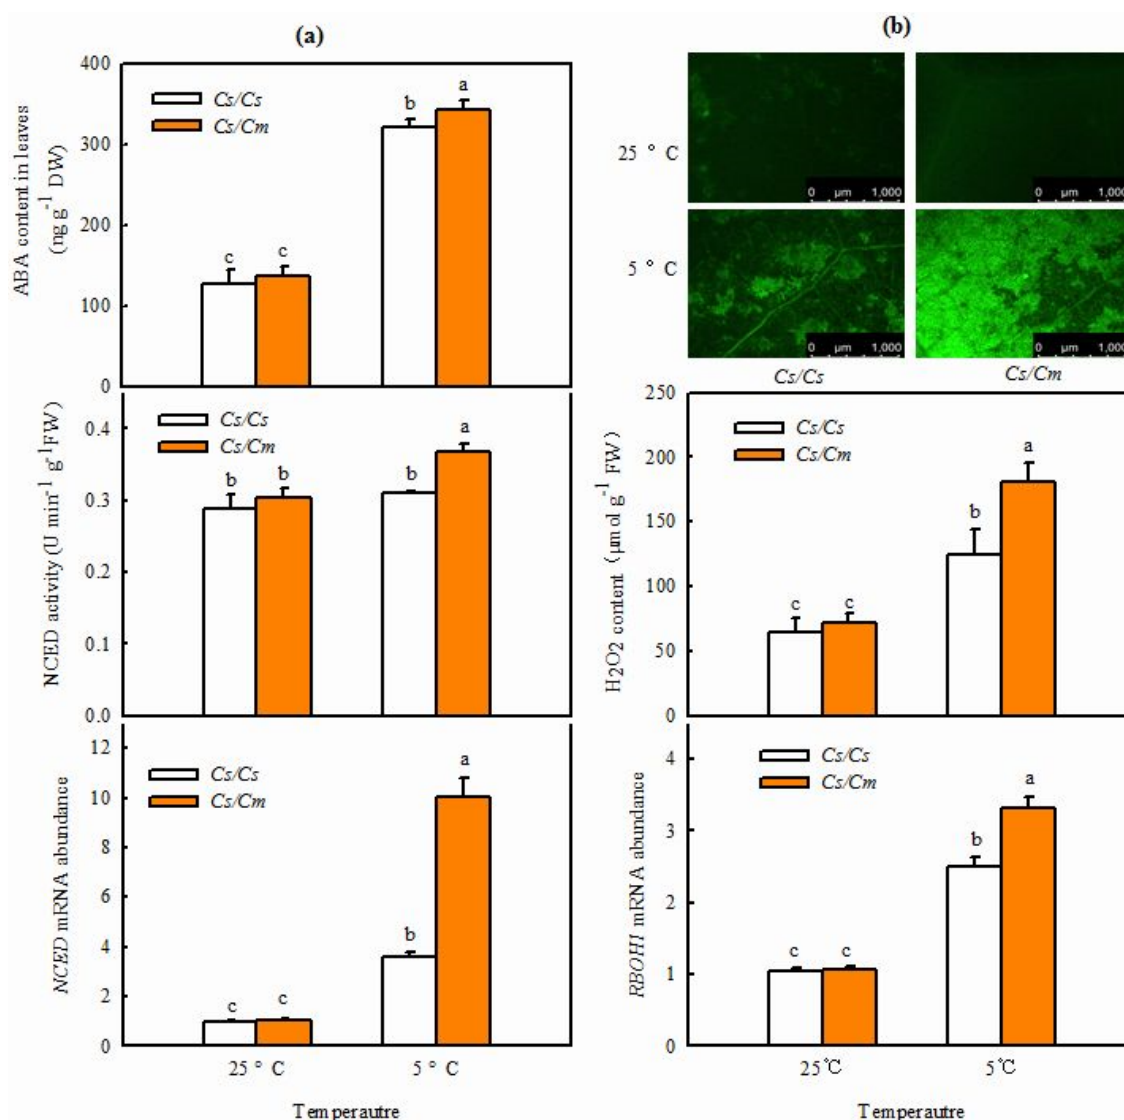 (a)
400
300
200
100
0
ABA content in leaves
(ng g-1 DW)
Cs/Cs
Cs/Cm
c
c
b
a
0.4
0.3
0.2
0.1
0.0
NCED activity (U min-1 g-1FW)
Cs/Cs
Cs/Cm
b
b
b
a
12
10
8
6
4
2
0
NCED mRNA abundance
Cs/Cs
Cs/Cm
c
c
b
a
25 ° C
5 ° C
Temperautre
(b)
25 ° C
0 µm 1,000
0 µm 1,000
5 ° C
0 µm 1,000
0 µm 1,000
Cs/Cs
Cs/Cm
250
200
150
100
50
0
H2O2 content (µmol g-1 FW)
Cs/Cs
Cs/Cm
c
c
b
a
4
3
2
1
0
RBOH1 mRNA abundance
Cs/Cs
Cs/Cm
c
c
b
a
25℃
5℃
Temperautre